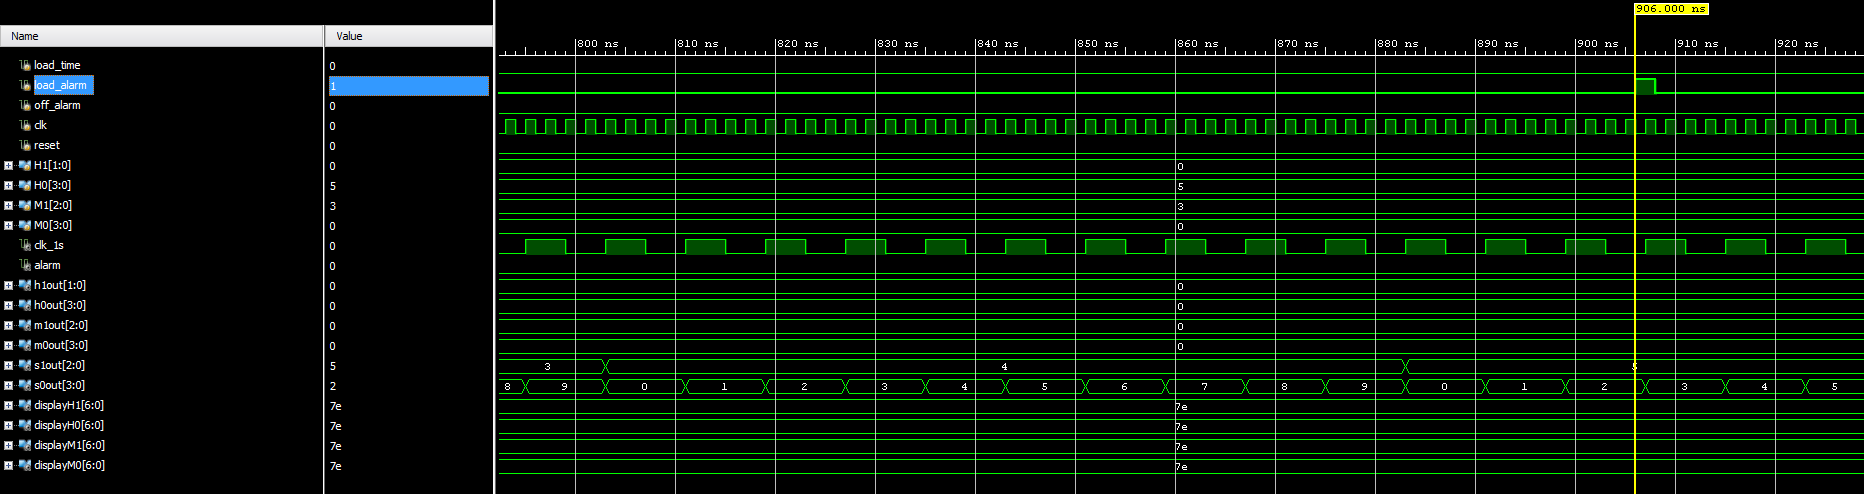 906.000 ns
Name Value
800 ns 810 ns 820 ns 830 ns 840 ns 850 ns 860 ns 870 ns 880 ns 890 ns 900 ns 910 ns 920 ns
load_time 0
load_alarm 1
off_alarm 0
clk 0
reset 0
H1[1:0] 0 0
H0[3:0] 5 5
M1[2:0] 3 3
M0[3:0] 0 0
clk_1s 0
alarm 0
h1out[1:0] 0 0
h0out[3:0] 0 0
m1out[2:0] 0 0
m0out[3:0] 0 0
s1out[2:0] 5 3 4 5
s0out[3:0] 2 8 9 0 1 2 3 4 5 6 7 8 9 0 1 2 3 4 5
displayH1[6:0] 7e 7e
displayH0[6:0] 7e 7e
displayM1[6:0] 7e 7e
displayM0[6:0] 7e 7e